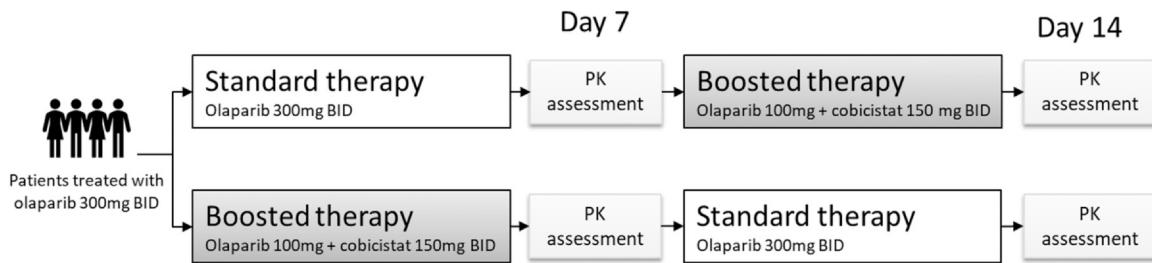 Day 7
Day 14
Standard therapy
Olaparib 300mg BID
PK
assessment
Boosted therapy
Olaparib 100mg + cobicistat 150 mg BID
PK
assessment
Patients treated with
olaparib 300mg BID
Boosted therapy
Olaparib 100mg + cobicistat 150mg BID
PK
assessment
Standard therapy
Olaparib 300mg BID
PK
assessment